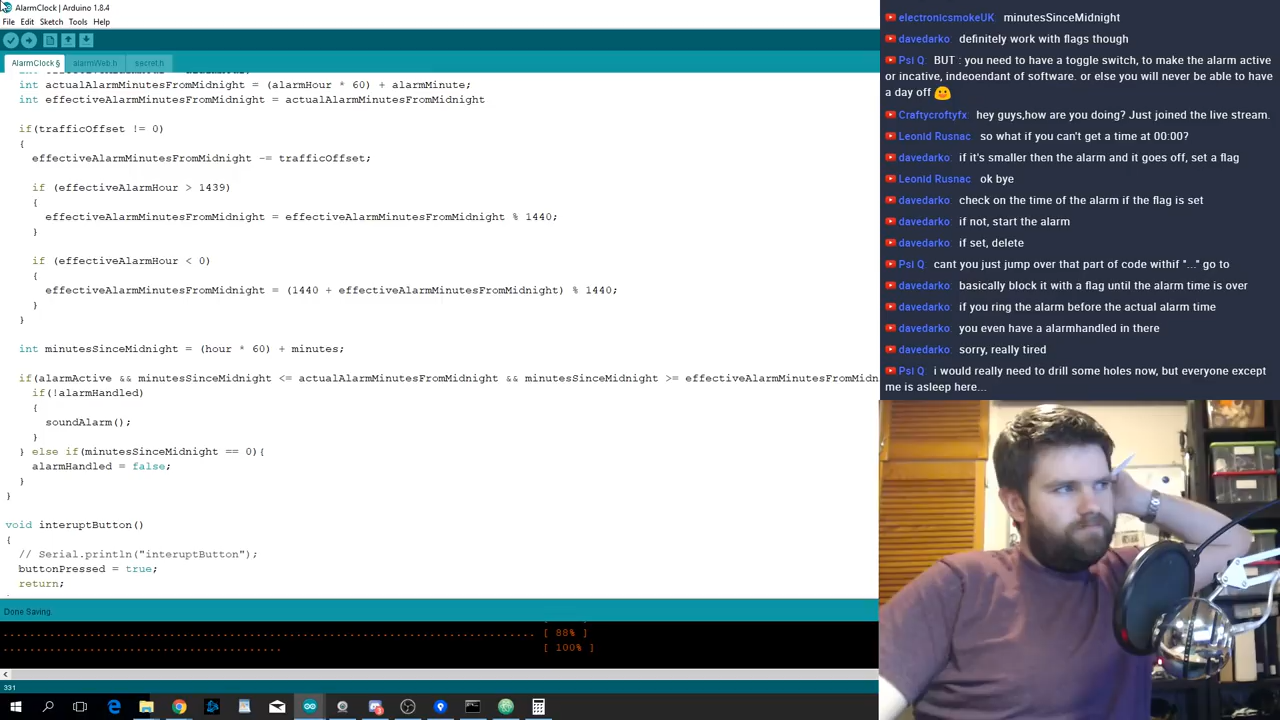 AlarmClock | Arduino 1.8.4
File Edit Sketch Tools Help
AlarmClock § alarmWeb.h secret.h
int actualAlarmMinutesFromMidnight = (alarmHour * 60) + alarmMinute;
int effectiveAlarmMinutesFromMidnight = actualAlarmMinutesFromMidnight
if(trafficOffset != 0)
{
effectiveAlarmMinutesFromMidnight -= trafficOffset;
if (effectiveAlarmHour > 1439)
{
effectiveAlarmMinutesFromMidnight = effectiveAlarmMinutesFromMidnight % 1440;
}
if (effectiveAlarmHour < 0)
{
effectiveAlarmMinutesFromMidnight = (1440 + effectiveAlarmMinutesFromMidnight) % 1440;
}
}
int minutesSinceMidnight = (hour * 60) + minutes;
if(alarmActive && minutesSinceMidnight <= actualAlarmMinutesFromMidnight && minutesSinceMidnight >= effectiveAlarmMinutesFromMidn
if(!alarmHandled)
{
soundAlarm();
}
} else if(minutesSinceMidnight == 0){
alarmHandled = false;
}
}
void interuptButton()
{
// Serial.println("interuptButton");
buttonPressed = true;
return;
Done Saving.
................................................................................ [ 88% ]
......................................... [ 100% ]
331
electronicsmokeUK minutesSinceMidnight
davedarko: definitely work with flags though
Psi Q: BUT : you need to have a toggle switch, to make the alarm active
or incative, indeoendant of software. or else you will never be able to have
a day off
Craftycroftyfx: hey guys,how are you doing? Just joined the live stream.
Leonid Rusnac so what if you can't get a time at 00:00?
davedarko: if it's smaller then the alarm and it goes off, set a flag
Leonid Rusnac ok bye
davedarko: check on the time of the alarm if the flag is set
davedarko: if not, start the alarm
davedarko: if set, delete
Psi Q: cant you just jump over that part of code withif "..." go to
davedarko: basically block it with a flag until the alarm time is over
davedarko: if you ring the alarm before the actual alarm time
davedarko: you even have a alarmhandled in there
davedarko: sorry, really tired
Psi Q: i would really need to drill some holes now, but everyone except
me is asleep here...